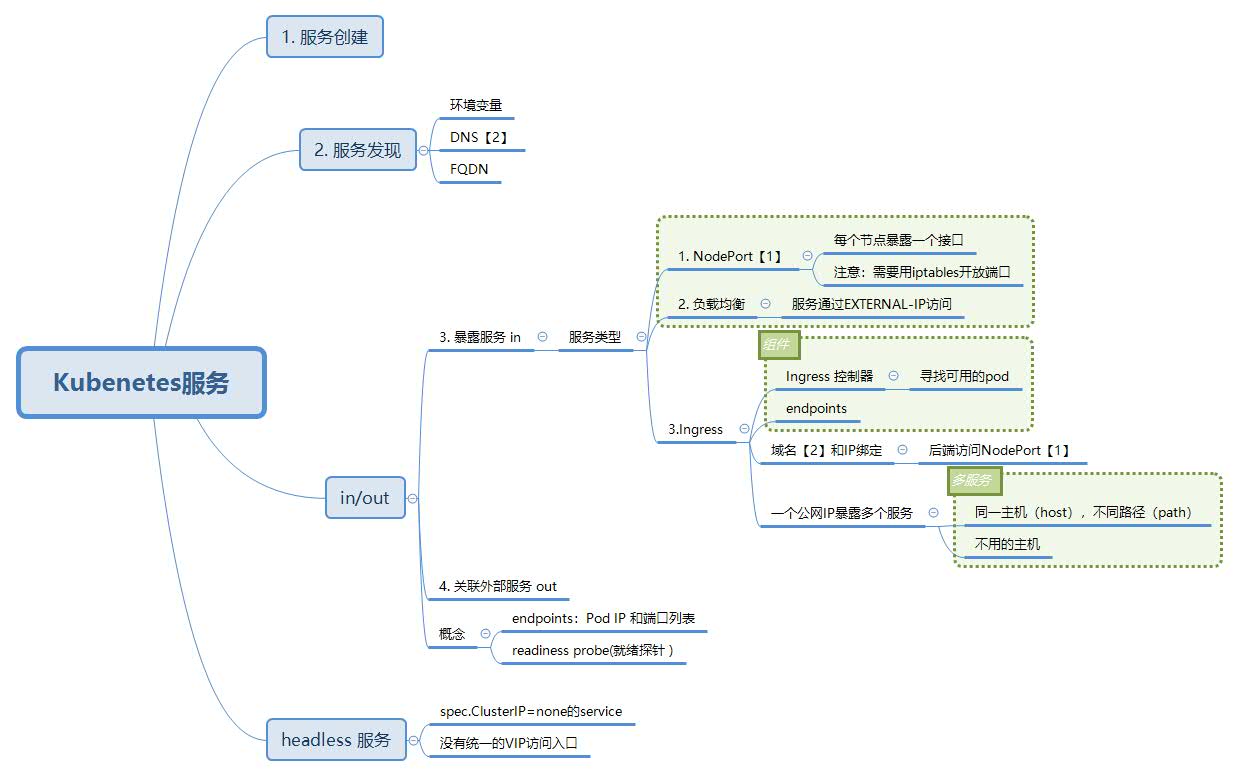 Kubenetes服务
1. 服务创建
2. 服务发现
环境变量
DNS【2】
FQDN
in/out
3. 暴露服务 in
服务类型
1. NodePort【1】
每个节点暴露一个接口
注意：需要用iptables开放端口
2. 负载均衡
服务通过EXTERNAL-IP访问
3.Ingress
组件
Ingress 控制器
寻找可用的pod
endpoints
域名【2】和IP绑定
后端访问NodePort【1】
一个公网IP暴露多个服务
多服务
同一主机（host），不同路径（path）
不用的主机
4. 关联外部服务 out
概念
endpoints：Pod IP 和端口列表
readiness probe(就绪探针 )
headless 服务
spec.ClusterIP=none的service
没有统一的VIP访问入口